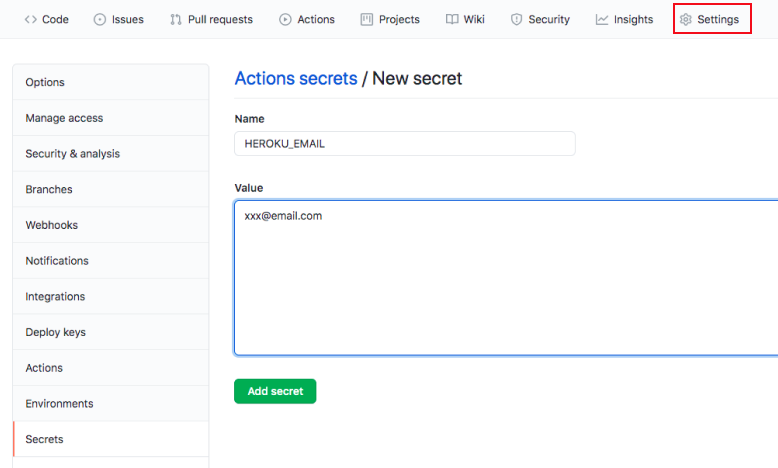 Code Issues Pull requests Actions Projects Wiki Security Insights Settings
Options
Manage access
Security & analysis
Branches
Webhooks
Notifications
Integrations
Deploy keys
Actions
Environments
Secrets
Actions secrets / New secret
Name
HEROKU_EMAIL
Value
xxx@email.com
Add secret